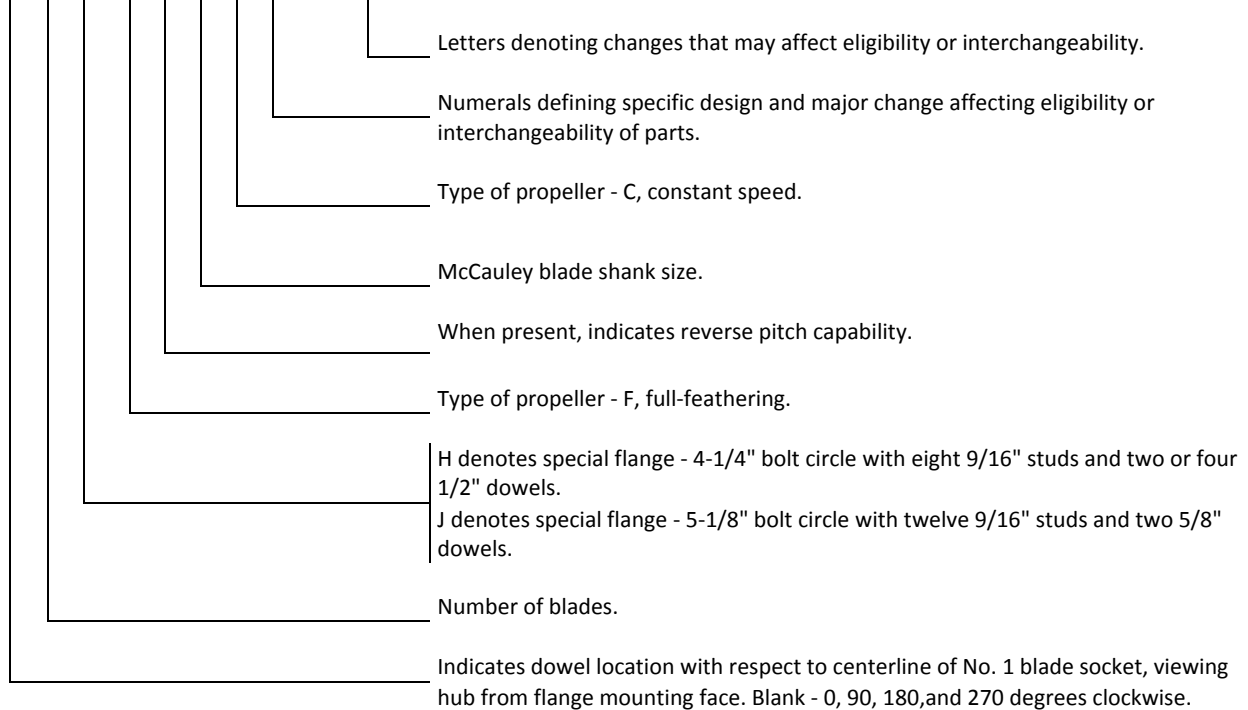 Letters denoting changes that may affect eligibility or interchangeability.
Numerals defining specific design and major change affecting eligibility or
interchangeability of parts.
Type of propeller - C, constant speed.
McCauley blade shank size.
When present, indicates reverse pitch capability.
Type of propeller - F, full-feathering.
H denotes special flange - 4-1/4" bolt circle with eight 9/16" studs and two or four
1/2" dowels.
J denotes special flange - 5-1/8" bolt circle with twelve 9/16" studs and two 5/8"
dowels.
Number of blades.
Indicates dowel location with respect to centerline of No. 1 blade socket, viewing
hub from flange mounting face. Blank - 0, 90, 180,and 270 degrees clockwise.